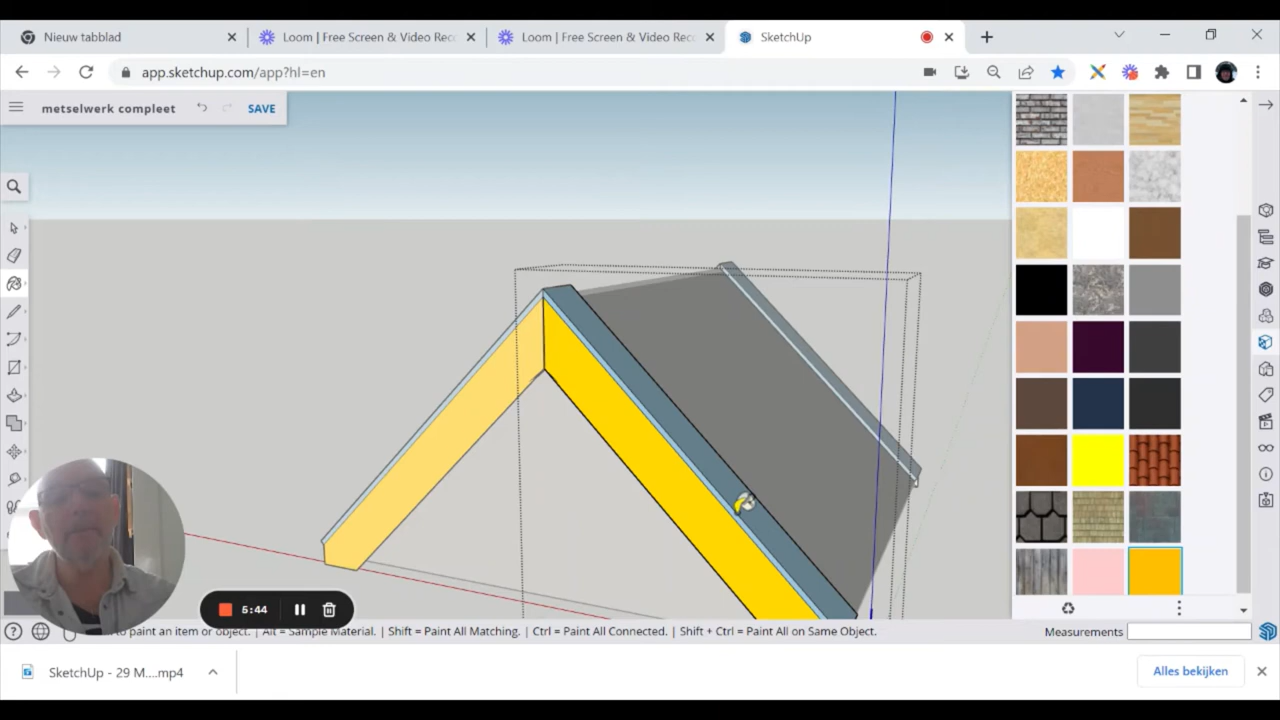 Nieuw tabblad
Loom | Free Screen & Video Rec
Loom | Free Screen & Video Rec
SketchUp
app.sketchup.com/app?hl=en
metselwerk compleet
SAVE
5:44
to paint an item or object. | Alt = Sample Material. | Shift = Paint All Matching. | Ctrl = Paint All Connected. | Shift + Ctrl = Paint All on Same Object.
Measurements
SketchUp - 29 M....mp4
Alles bekijken